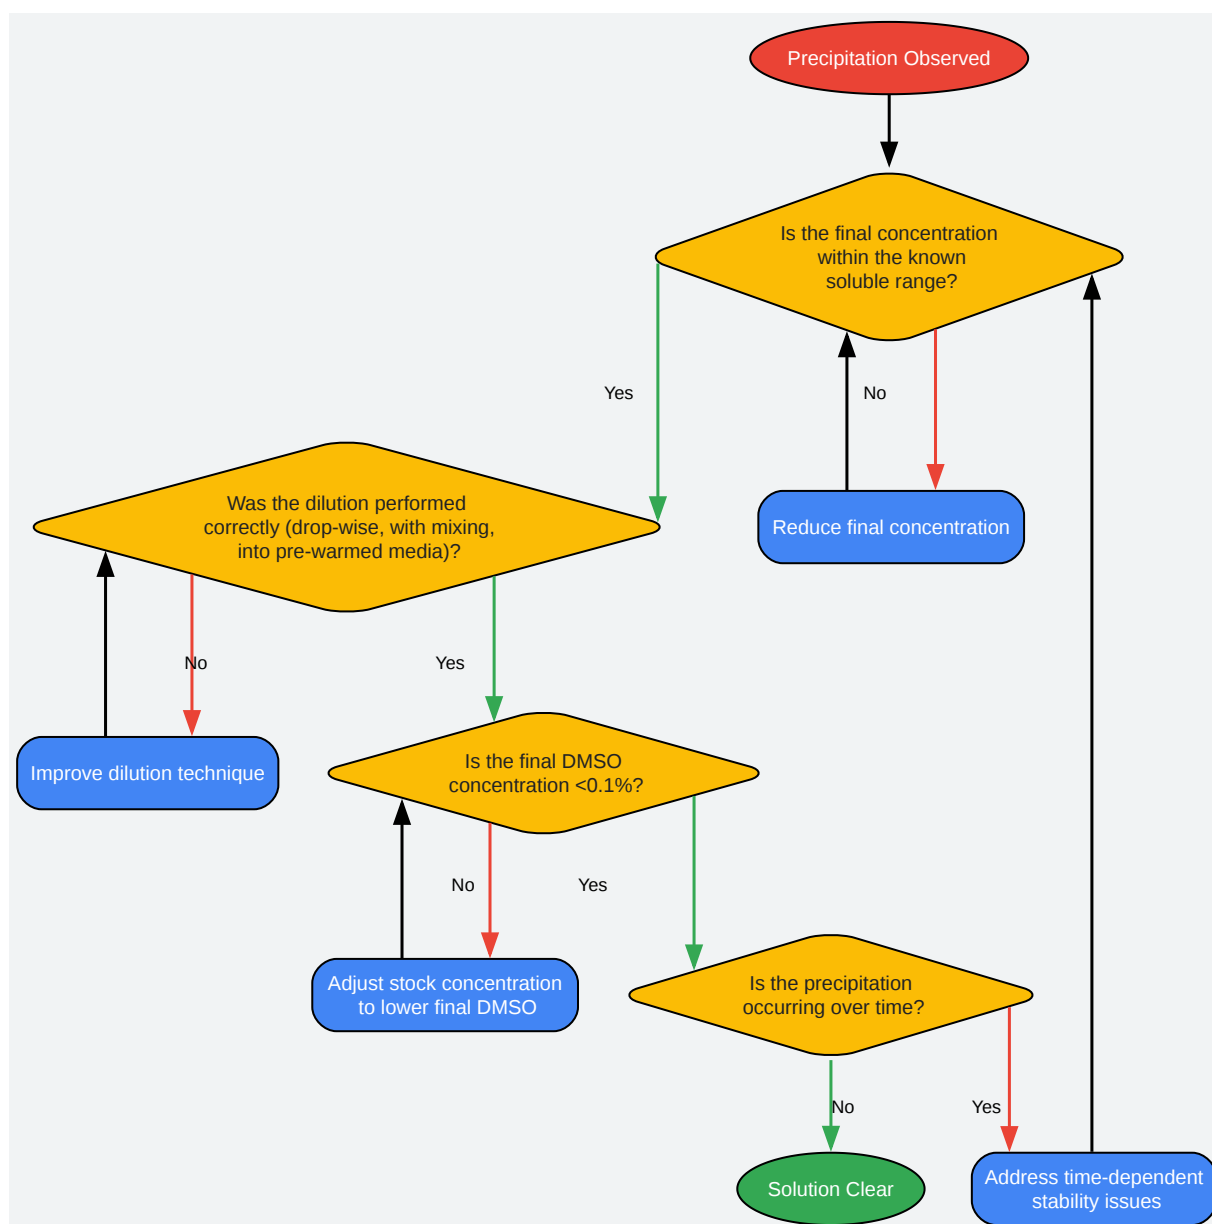 Precipitation Observed
Is the final concentration
within the known
soluble range?
Yes
No
Was the dilution performed
correctly (drop-wise, with mixing,
into pre-warmed media)?
Reduce final concentration
No
Yes
Improve dilution technique
Is the final DMSO
concentration <0.1%?
No
Yes
Adjust stock concentration
to lower final DMSO
Is the precipitation
occurring over time?
No
Yes
Solution Clear
Address time-dependent
stability issues